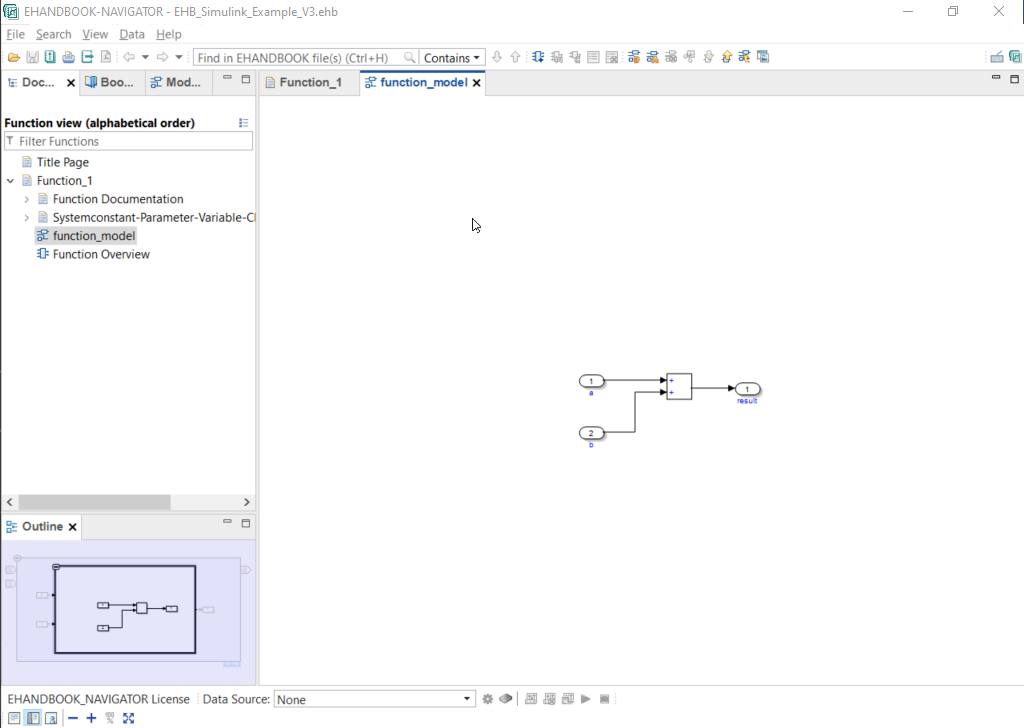 EHANDBOOK-NAVIGATOR - EHB_Simulink_Example_V3.ehb
File Search View Data Help
Find in EHANDBOOK file(s) (Ctrl+H) Contains
Doc... Boo... Mod...
Function_1 function_model
Function view (alphabetical order)
Filter Functions
Title Page
Function_1
Function Documentation
Systemconstant-Parameter-Variable-Cl
function_model
Function Overview
1
a
2
b
+
+
1
result
Outline
EHANDBOOK_NAVIGATOR License Data Source: None